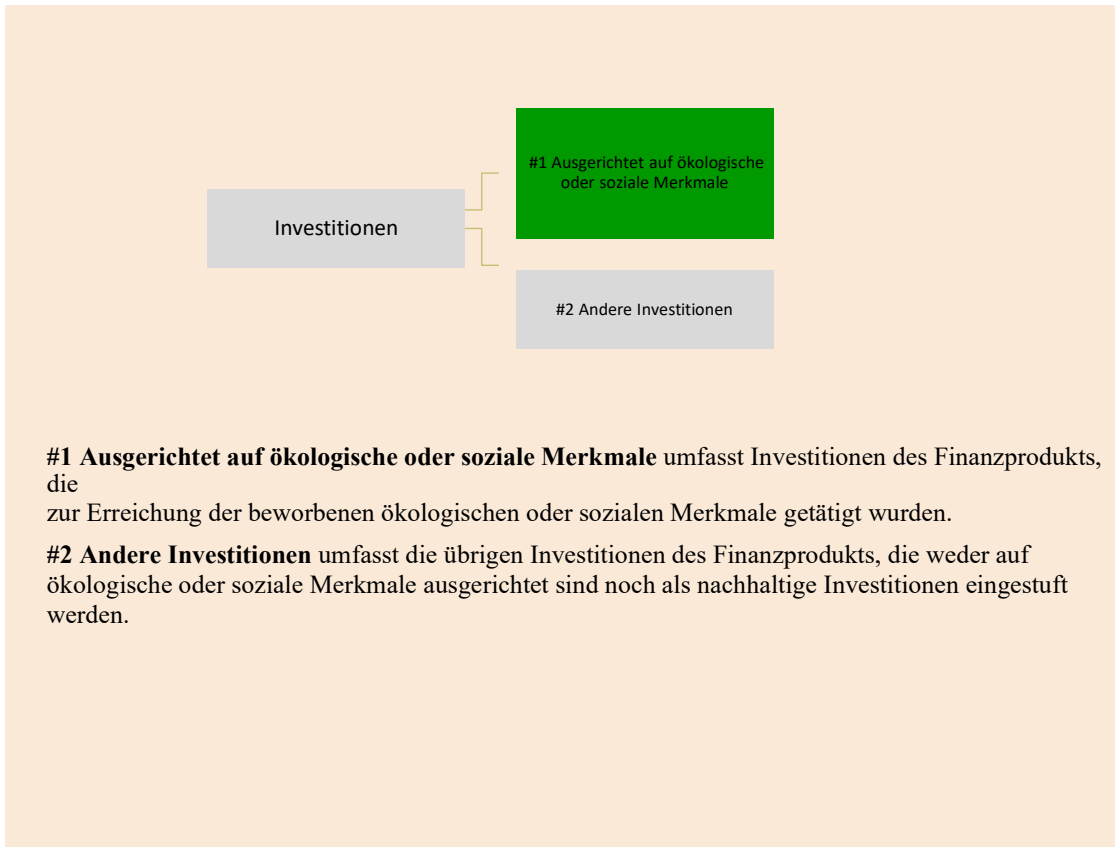 #1 Ausgerichtet auf ökologische
oder soziale Merkmale
Investitionen
#2 Andere Investitionen
#1 Ausgerichtet auf ökologische oder soziale Merkmale umfasst Investitionen des Finanzprodukts,
die
zur Erreichung der beworbenen ökologischen oder sozialen Merkmale getätigt wurden.
#2 Andere Investitionen umfasst die übrigen Investitionen des Finanzprodukts, die weder auf
ökologische oder soziale Merkmale ausgerichtet sind noch als nachhaltige Investitionen eingestuft
werden.